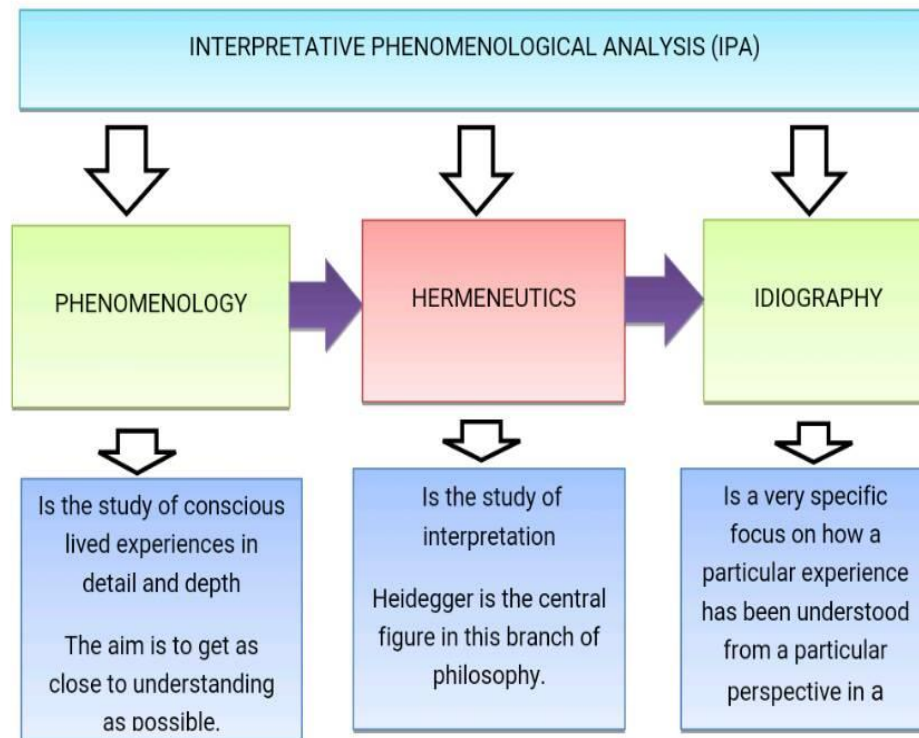 INTERPRETATIVE PHENOMENOLOGICAL ANALYSIS (IPA)
PHENOMENOLOGY
HERMENEUTICS
IDIOGRAPHY
Is the study of conscious
lived experiences in
detail and depth
The aim is to get as
close to understanding
as possible.
Is the study of
interpretation
Heidegger is the central
figure in this branch of
philosophy.
Is a very specific
focus on how a
particular experience
has been understood
from a particular
perspective in a